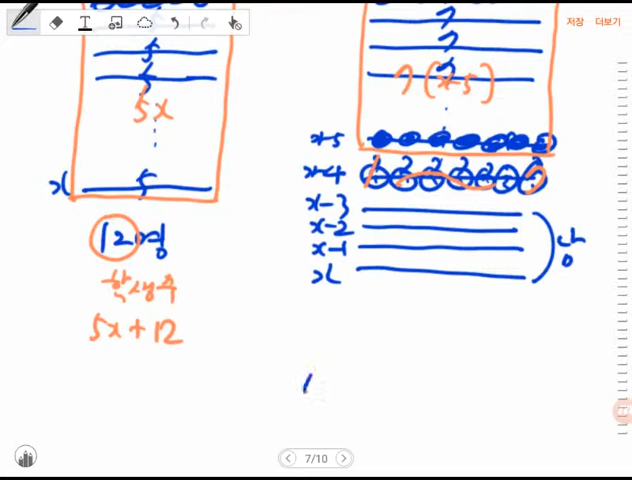 저장 · 더보기
5
5
5x
x 5
12명
학생수
5x + 12
7
7
7
7(x-5)
x-5
x-4
x-3
x-2
x-1
x
7/10